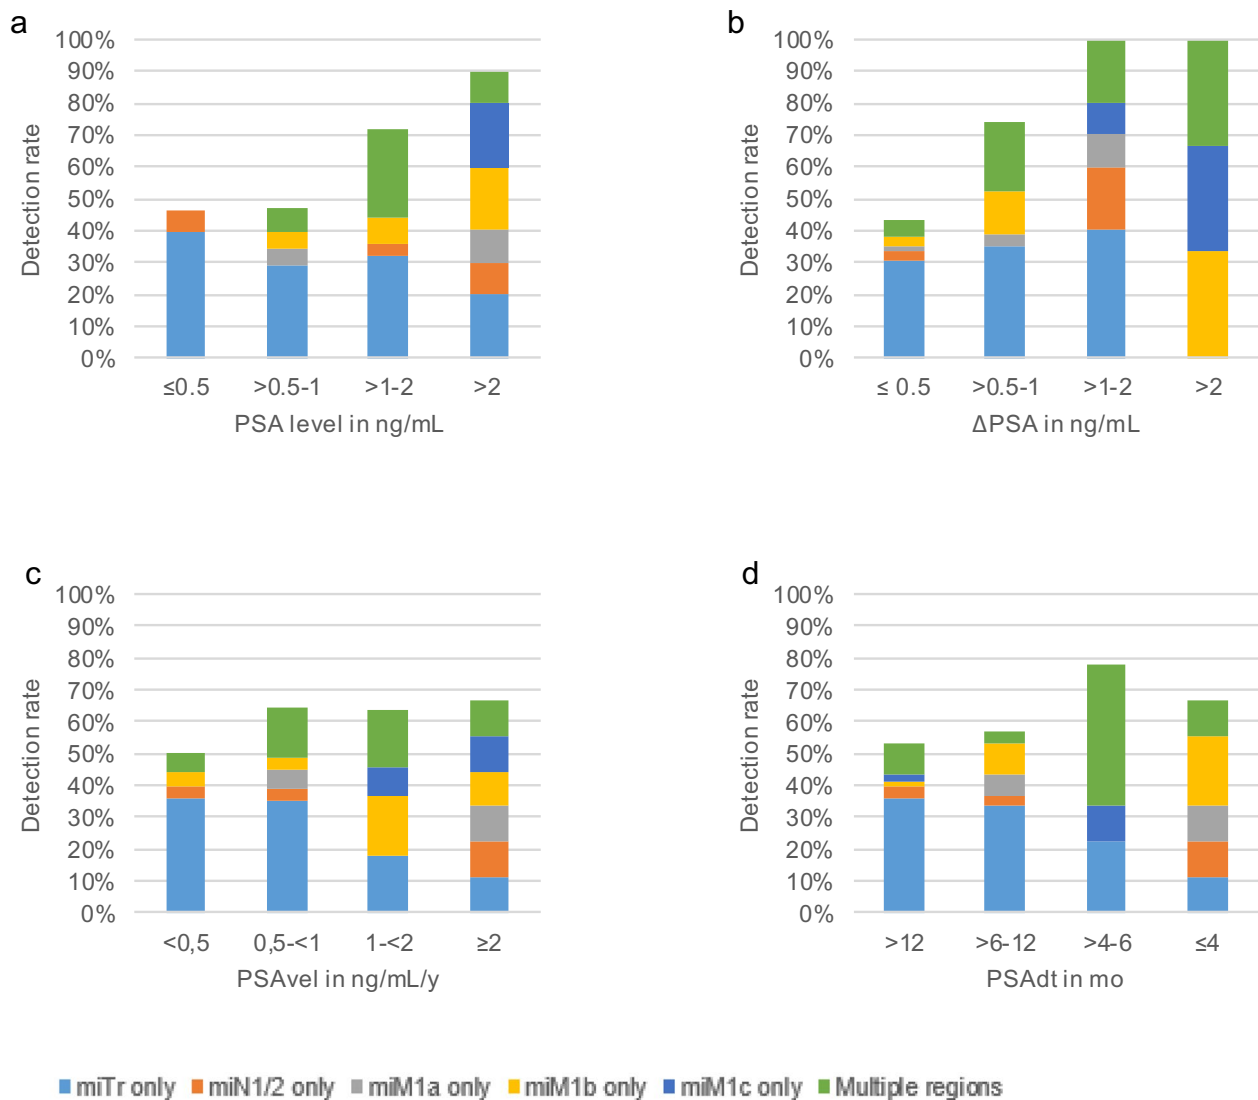 a
100%
90%
80%
70%
60%
50%
40%
30%
20%
10%
0%
Detection rate
≤0.5 >0.5-1 >1-2 >2
PSA level in ng/mL
b
100%
90%
80%
70%
60%
50%
40%
30%
20%
10%
0%
Detection rate
≤ 0.5 >0.5-1 >1-2 >2
ΔPSA in ng/mL
c
100%
90%
80%
70%
60%
50%
40%
30%
20%
10%
0%
Detection rate
<0,5 0,5-<1 1-<2 ≥2
PSAvel in ng/mL/y
d
100%
90%
80%
70%
60%
50%
40%
30%
20%
10%
0%
Detection rate
>12 >6-12 >4-6 ≤4
PSAdt in mo
miTr only miN1/2 only miM1a only miM1b only miM1c only Multiple regions